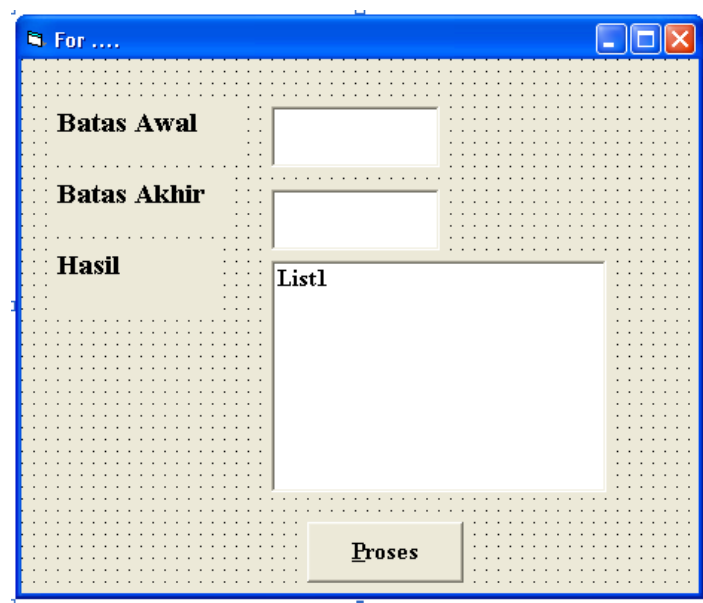 For ....
Batas Awal
Batas Akhir
Hasil
List1
Proses